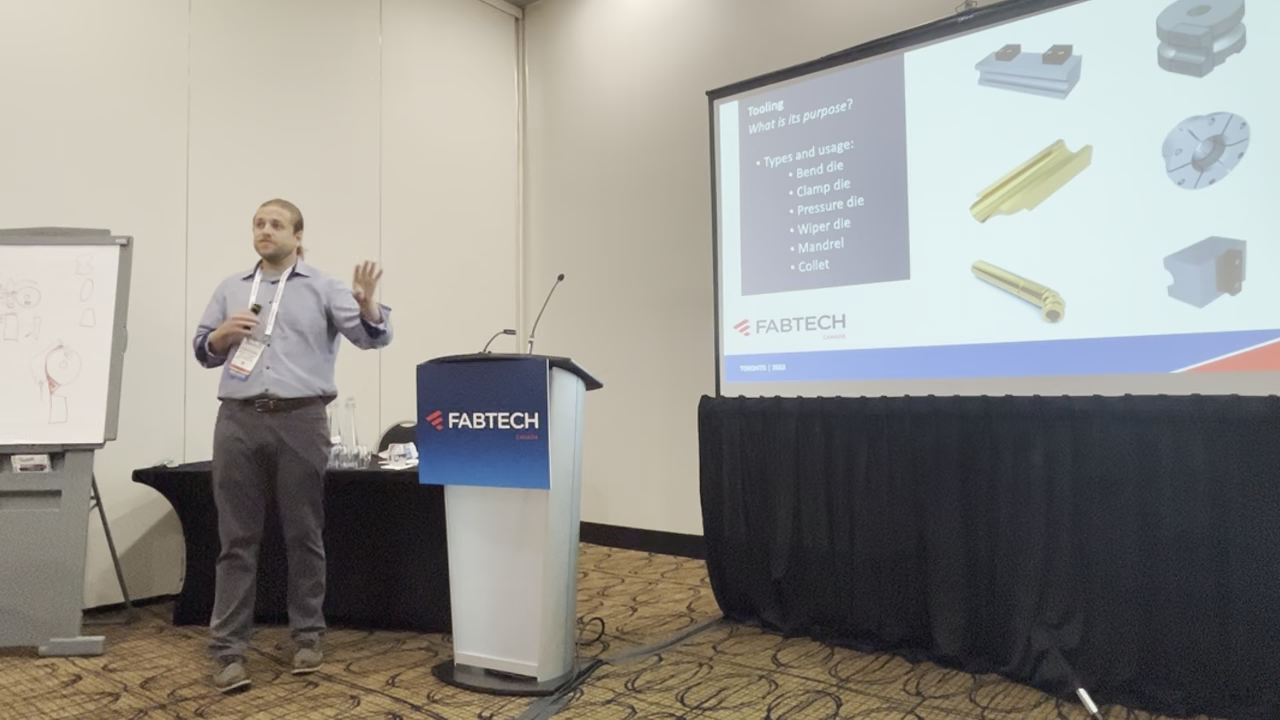 Tooling
What is its purpose?
• Types and usage:
• Bend die
• Clamp die
• Pressure die
• Wiper die
• Mandrel
• Collet
FABTECH
CANADA
TORONTO | 2022
FABTECH
CANADA